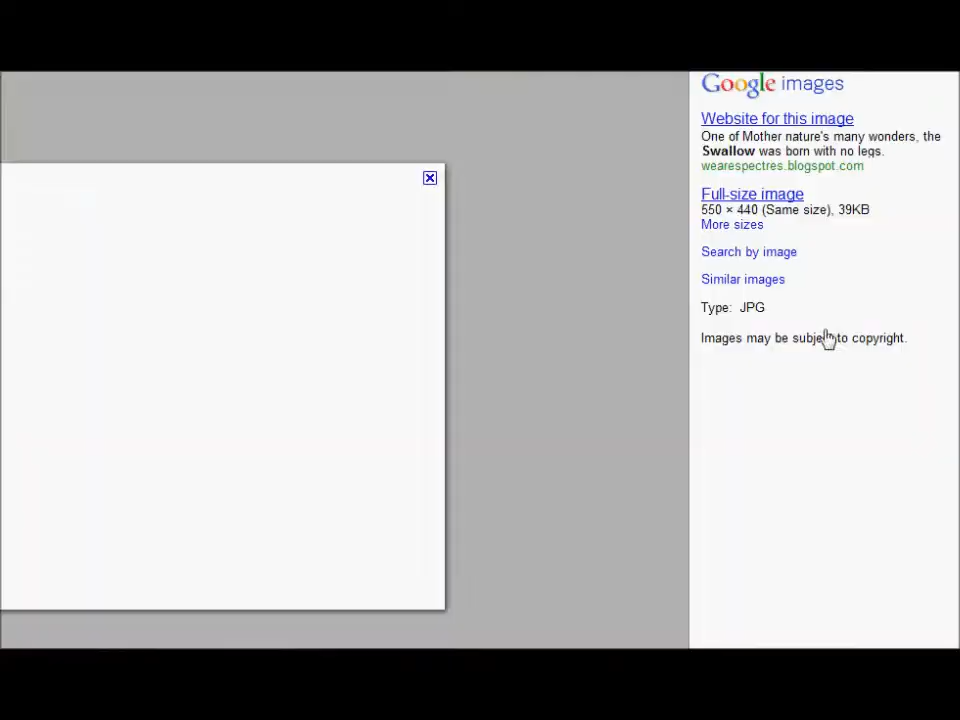 Google images
Website for this image
One of Mother nature's many wonders, the
Swallow was born with no legs.
wearespectres.blogspot.com
Full-size image
550 × 440 (Same size), 39KB
More sizes
Search by image
Similar images
Type: JPG
Images may be subject to copyright.